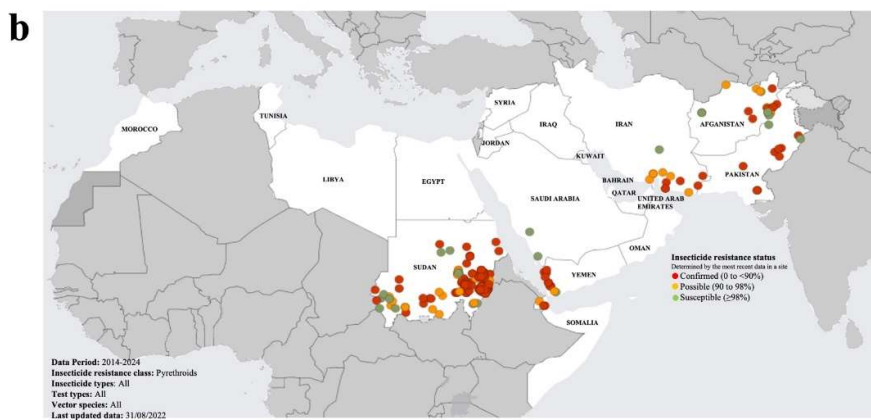 b
MOROCCO
TUNISIA
LIBYA
EGYPT
SUDAN
SYRIA
JORDAN
IRAQ
IRAN
KUWAIT
BAHRAIN
QATAR
SAUDI ARABIA
UNITED ARAB
EMIRATES
OMAN
YEMEN
SOMALIA
AFGANISTAN
PAKISTAN
Insecticide resistance status
Determined by the most recent data in a site
Confirmed (0 to <90%)
Possible (90 to 98%)
Susceptible (≥98%)
Data Period: 2014-2024
Insecticide resistance class: Pyrethroids
Insecticide types: All
Test types: All
Vector species: All
Last updated data: 31/08/2022